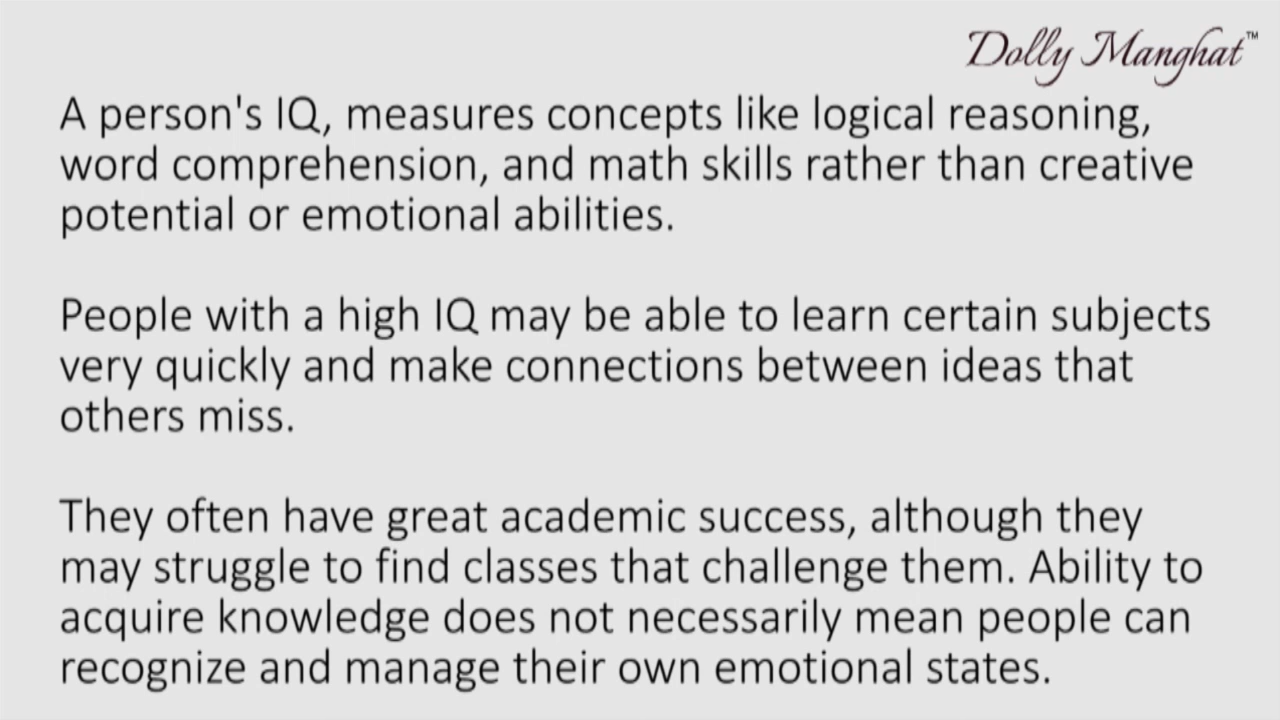 Dolly Manghat™
A person's IQ, measures concepts like logical reasoning,
word comprehension, and math skills rather than creative
potential or emotional abilities.
People with a high IQ may be able to learn certain subjects
very quickly and make connections between ideas that
others miss.
They often have great academic success, although they
may struggle to find classes that challenge them. Ability to
acquire knowledge does not necessarily mean people can
recognize and manage their own emotional states.